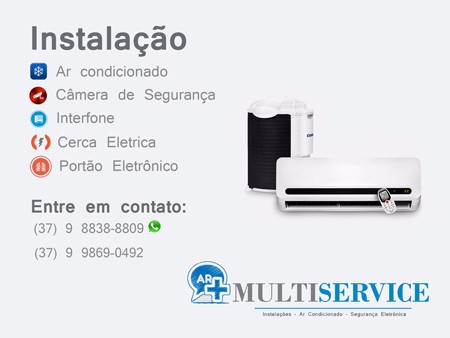 Instalação
Ar condicionado
Câmera de Segurança
Interfone
Cerca Eletrica
Portão Eletrônico
Entre em contato:
(37) 9 8838-8809
(37) 9 9869-0492
AR
MULTISERVICE
Instalações - Ar Condicionado - Segurança Eletrônica